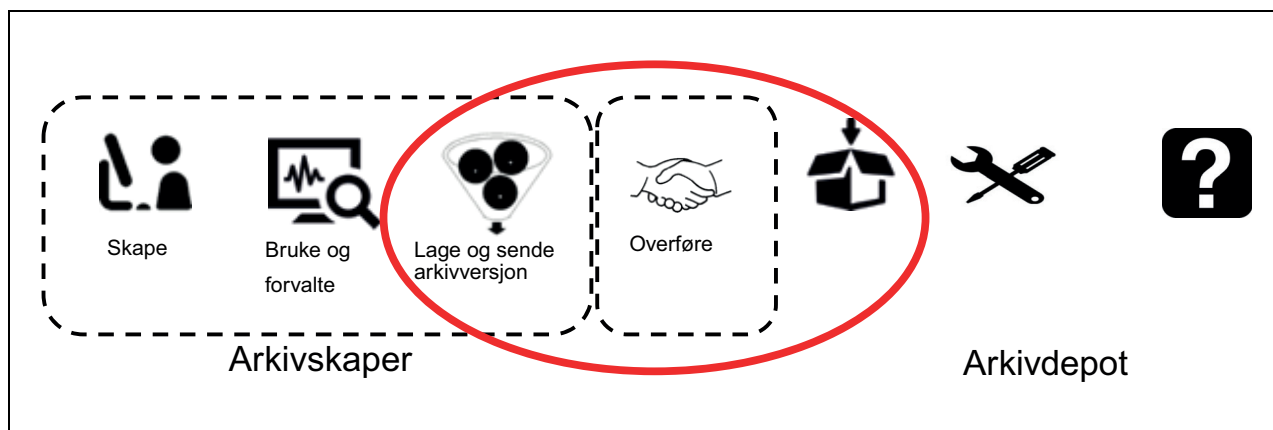 Skape
Bruke og
forvalte
Lage og sende
arkivversjon
Overføre
?
Arkivskaper
Arkivdepot